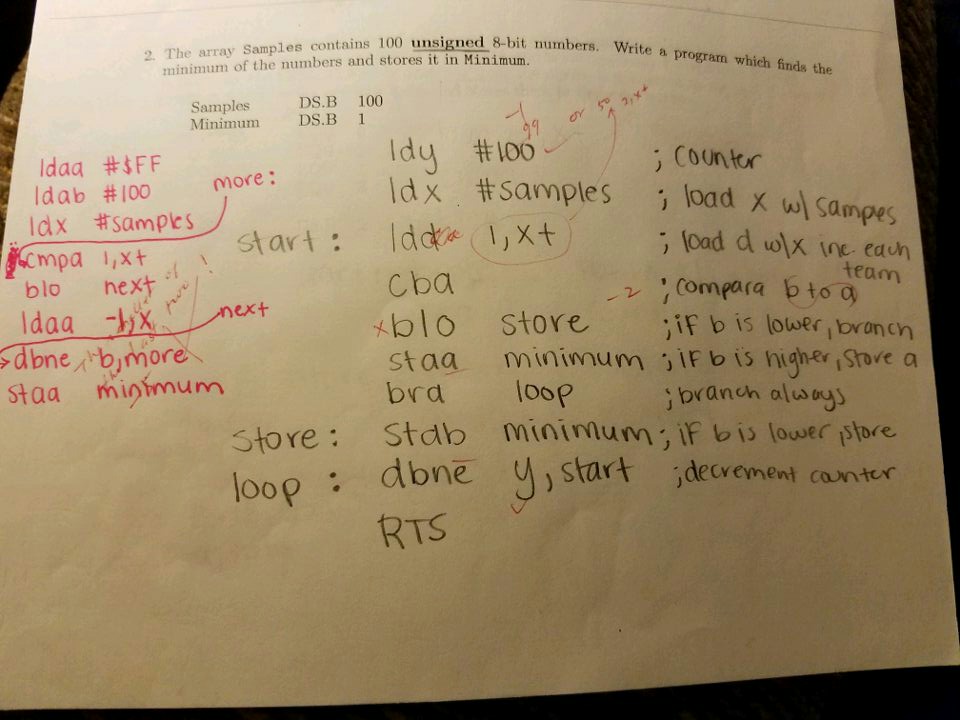 2. The array Samples contains 100 unsigned 8-bit numbers. Write a program which finds the
minimum of the numbers and stores it in Minimum.
Samples DS.B 100
Minimum DS.B 1
-1
99 or 50 2,x+
ldy #100 ; counter
ldx #samples ; load x w/ samples
start: ldd 1,x+ ; load d w/x inc. each
team
cba ; compara b to a
-2
x blo store ; if b is lower, branch
staa minimum ; if b is higher, store a
bra loop ; branch always
store: stab minimum ; if b is lower, store
loop: dbne y, start ; decrement counter
RTS
ldaa #$FF
ldab #100
ldx #samples
more:
cmpa 1,x+
blo next
ldaa -1,x
next
dbne b,more
staa minimum